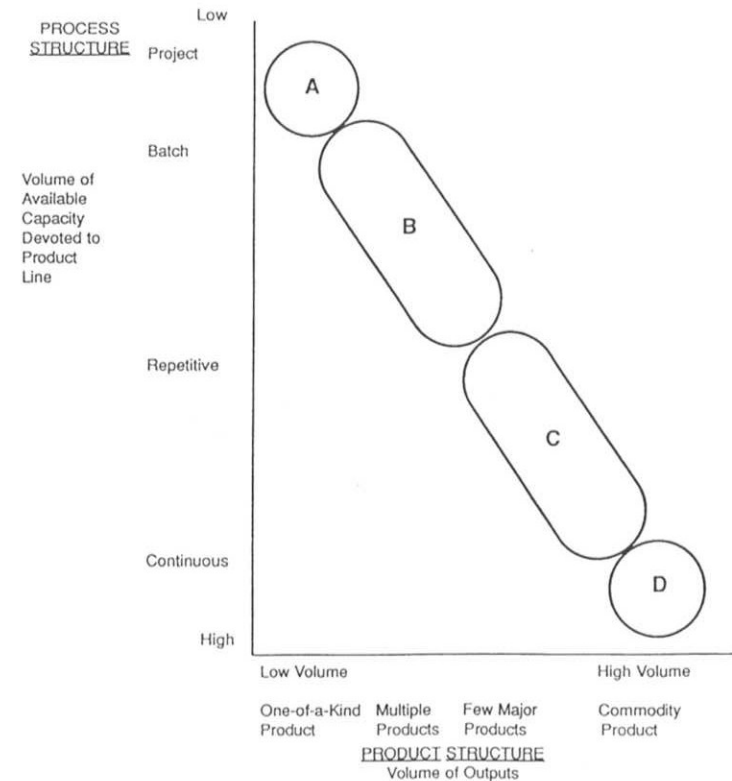 PROCESS
STRUCTURE
Low
Project
A
Batch
Volume of
Available
Capacity
Devoted to
Product
Line
B
Repetitive
C
Continuous
D
High
Low Volume
High Volume
One-of-a-Kind
Product
Multiple
Products
Few Major
Products
Commodity
Product
PRODUCT STRUCTURE
Volume of Outputs